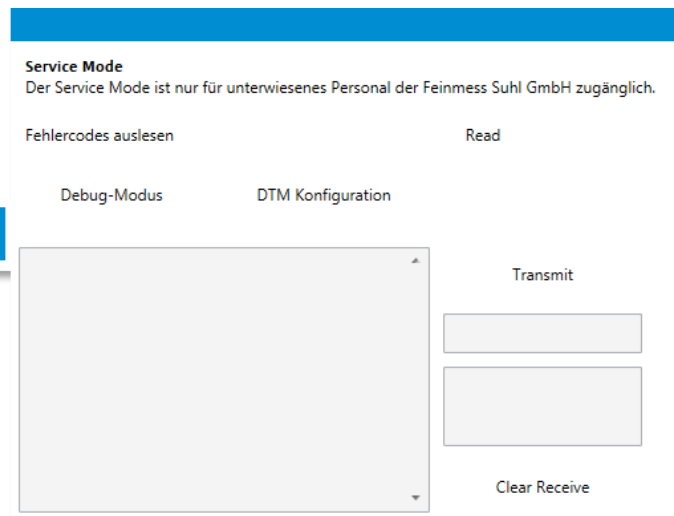 Service Mode
Der Service Mode ist nur für unterwiesenes Personal der Feinmess Suhl GmbH zugänglich.
Fehlercodes auslesen
Read
Debug-Modus
DTM Konfiguration
Transmit
Clear Receive